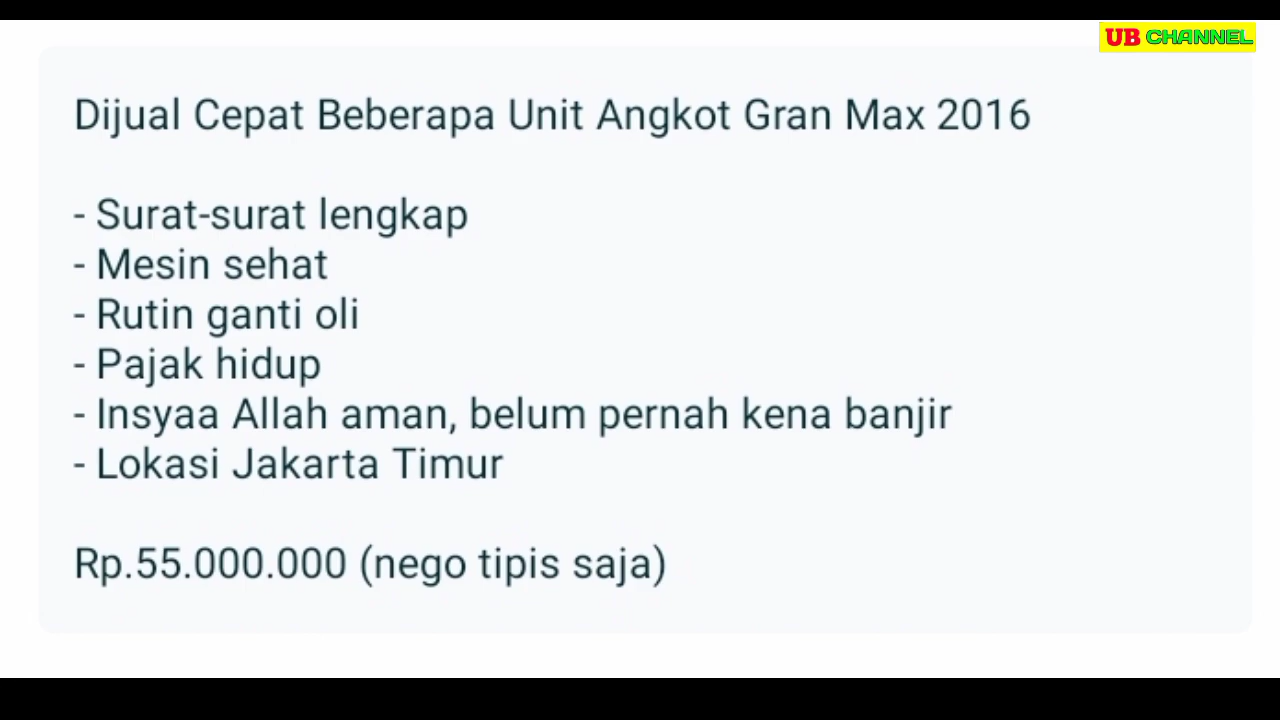 UB CHANNEL
Dijual Cepat Beberapa Unit Angkot Gran Max 2016
- Surat-surat lengkap
- Mesin sehat
- Rutin ganti oli
- Pajak hidup
- Insyaa Allah aman, belum pernah kena banjir
- Lokasi Jakarta Timur
Rp.55.000.000 (nego tipis saja)